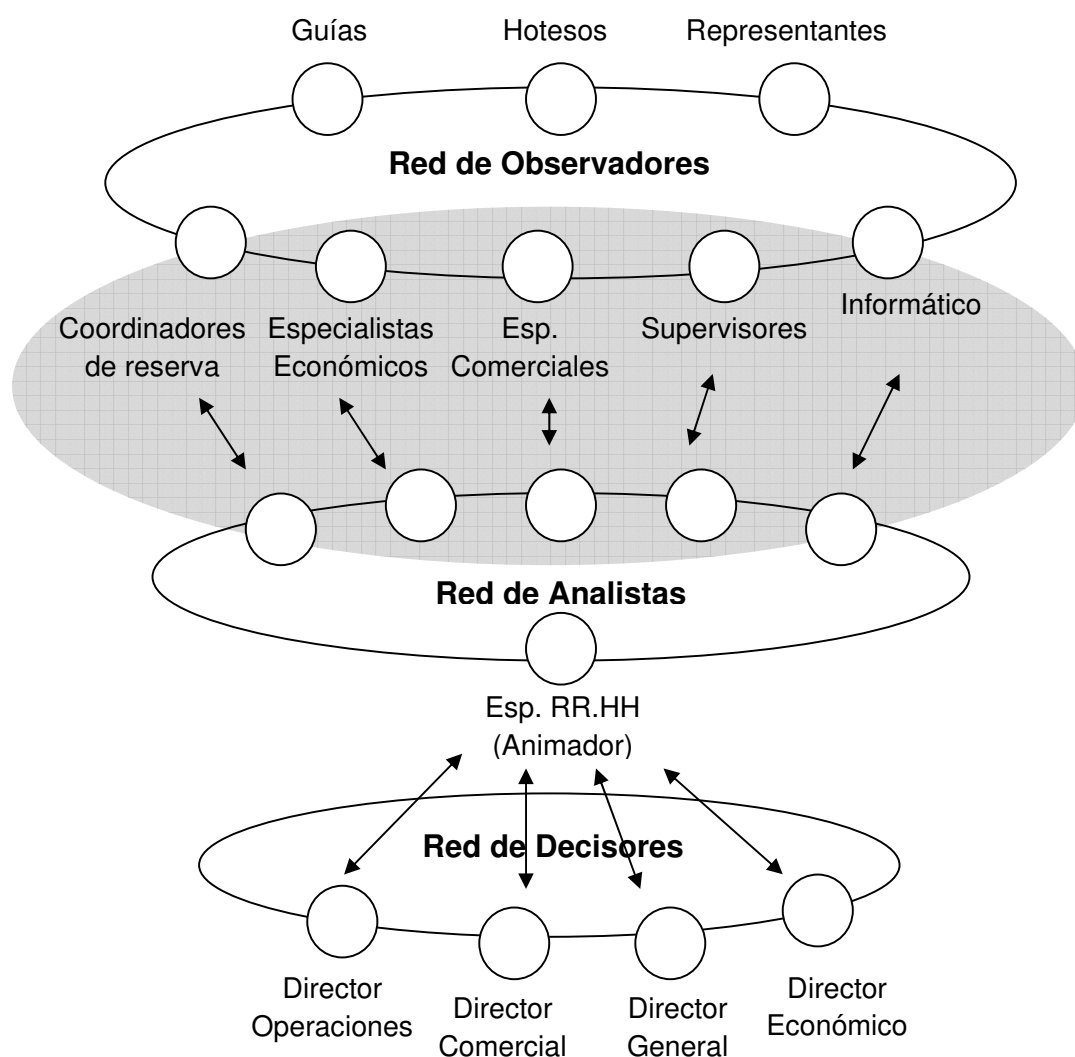 Guías Hotesos Representantes
Red de Observadores
Informático
Coordinadores Especialistas Esp. Supervisores
de reserva Económicos Comerciales
Red de Analistas
Esp. RR.HH
(Animador)
Red de Decisores
Director Director Director Director
Operaciones Comercial General Económico